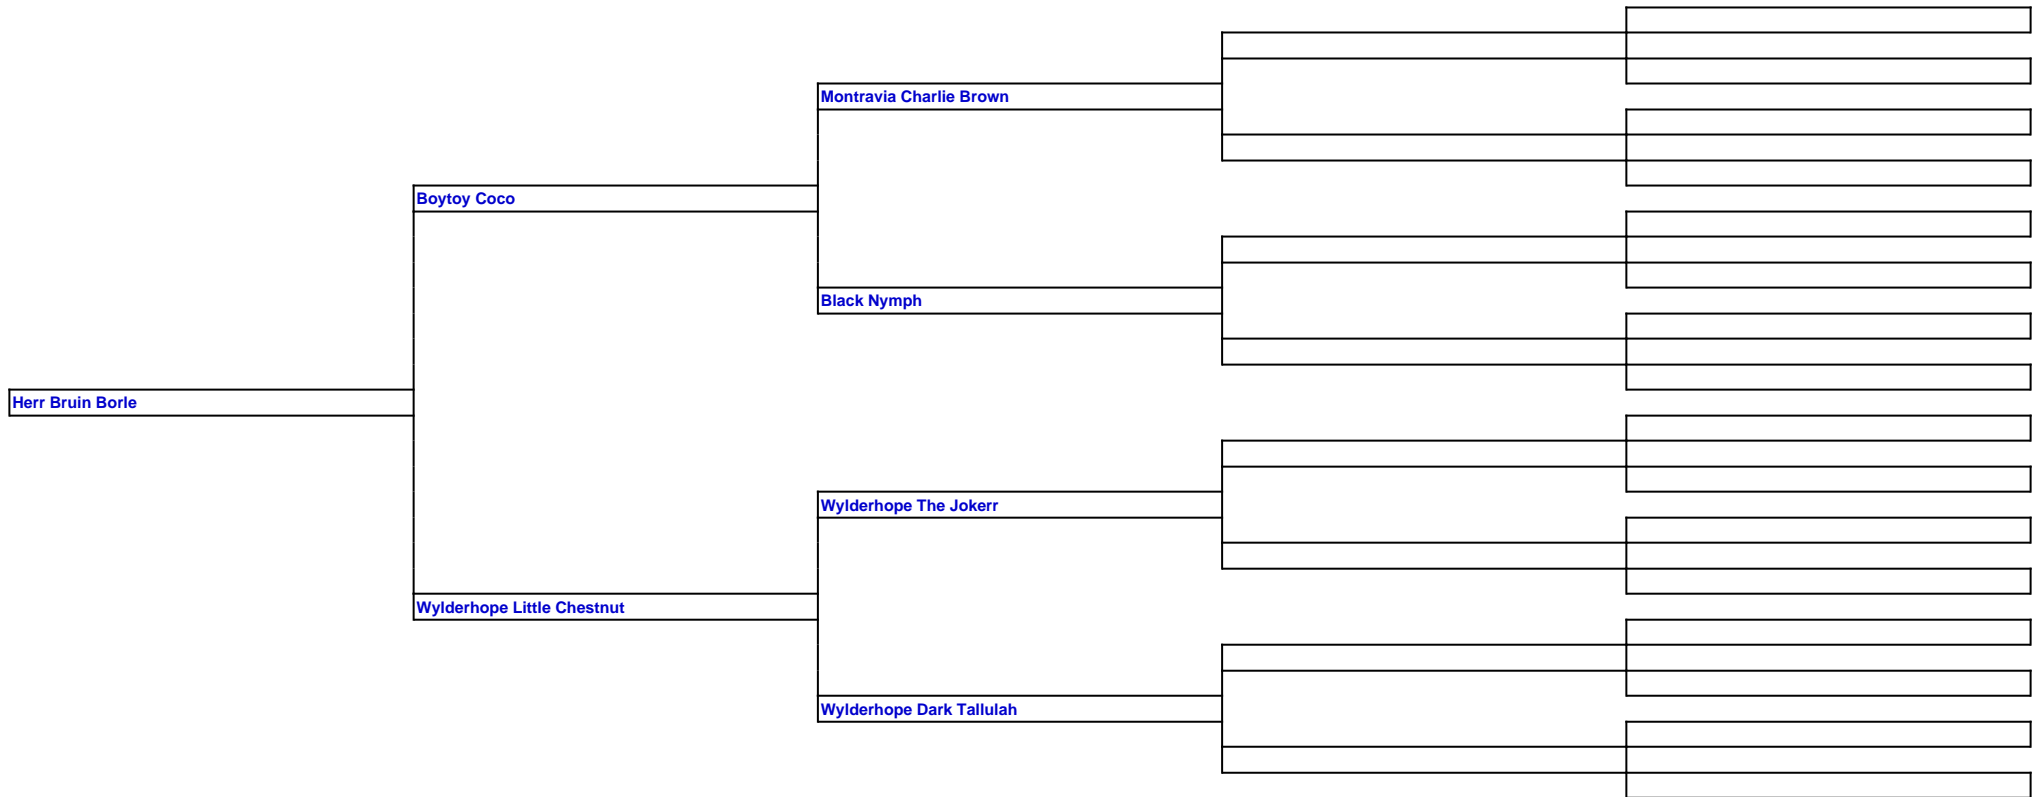 Montravia Charlie Brown
Boytoy Coco
Black Nymph
Herr Bruin Borle
Wylderhope The Jokerr
Wylderhope Little Chestnut
Wylderhope Dark Tallulah